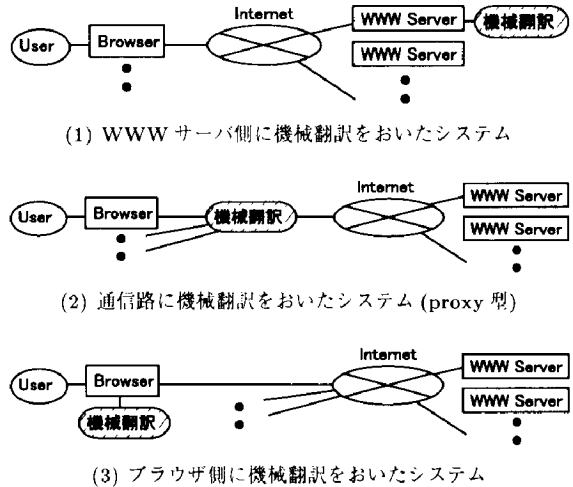 Internet
WWW Server
機械翻訳
User
Browser
WWW Server
(1) WWW サーバ側に機械翻訳をおいたシステム
Internet
WWW Server
User
Browser
機械翻訳
WWW Server
(2) 通信路に機械翻訳をおいたシステム (proxy 型)
Internet
WWW Server
User
Browser
WWW Server
機械翻訳
(3) ブラウザ側に機械翻訳をおいたシステム